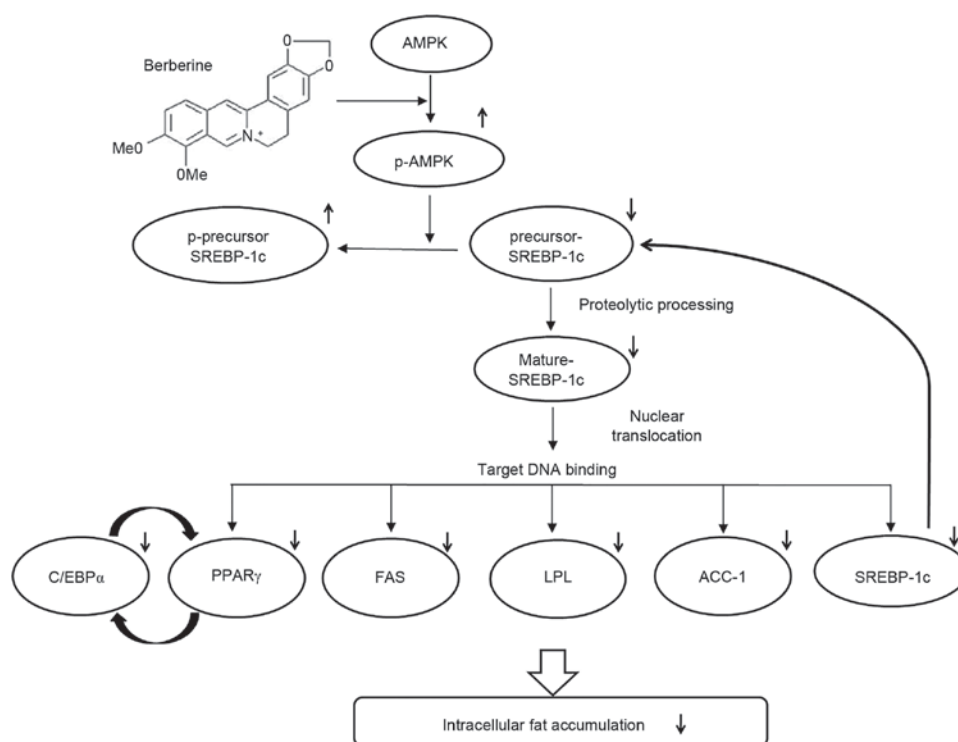 AMPK
Berberine
O
O
N+
MeO
OMe
p-AMPK
↑
p-precursor
SREBP-1c
↑
precursor-
SREBP-1c
↓
Proteolytic processing
Mature-
SREBP-1c
↓
Nuclear
translocation
Target DNA binding
C/EBPα ↓
PPARγ ↓
FAS ↓
LPL ↓
ACC-1 ↓
SREBP-1c ↓
Intracellular fat accumulation ↓